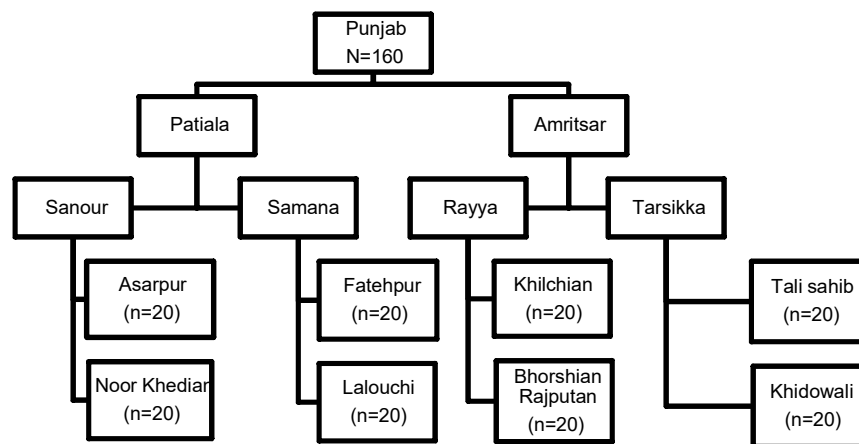 Punjab
N=160
Patiala
Amritsar
Sanour
Samana
Rayya
Tarsikka
Asarpur
(n=20)
Fatehpur
(n=20)
Khilchian
(n=20)
Tali sahib
(n=20)
Noor Khedian
(n=20)
Lalouchi
(n=20)
Bhorshian
Rajputan
(n=20)
Khidowali
(n=20)